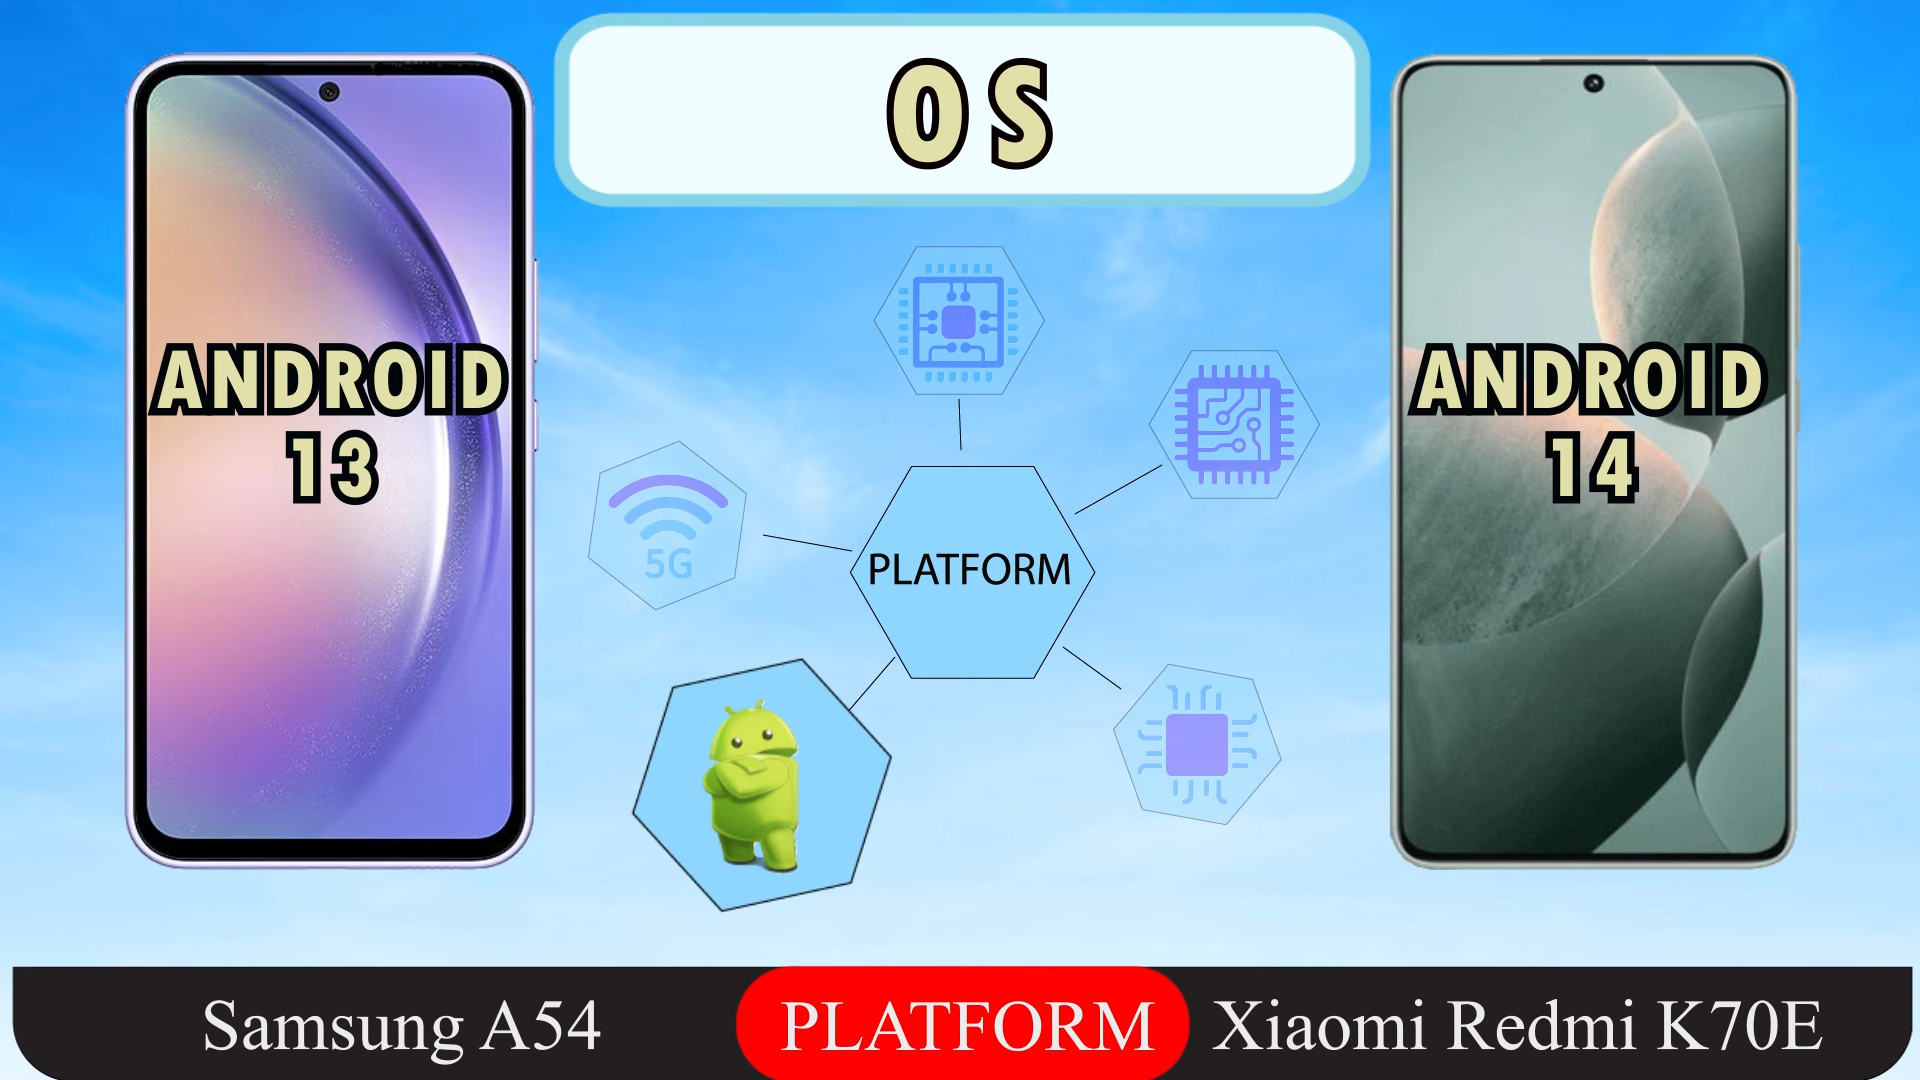 OS
ANDROID
13
ANDROID
14
5G
PLATFORM
Samsung A54
PLATFORM
Xiaomi Redmi K70E